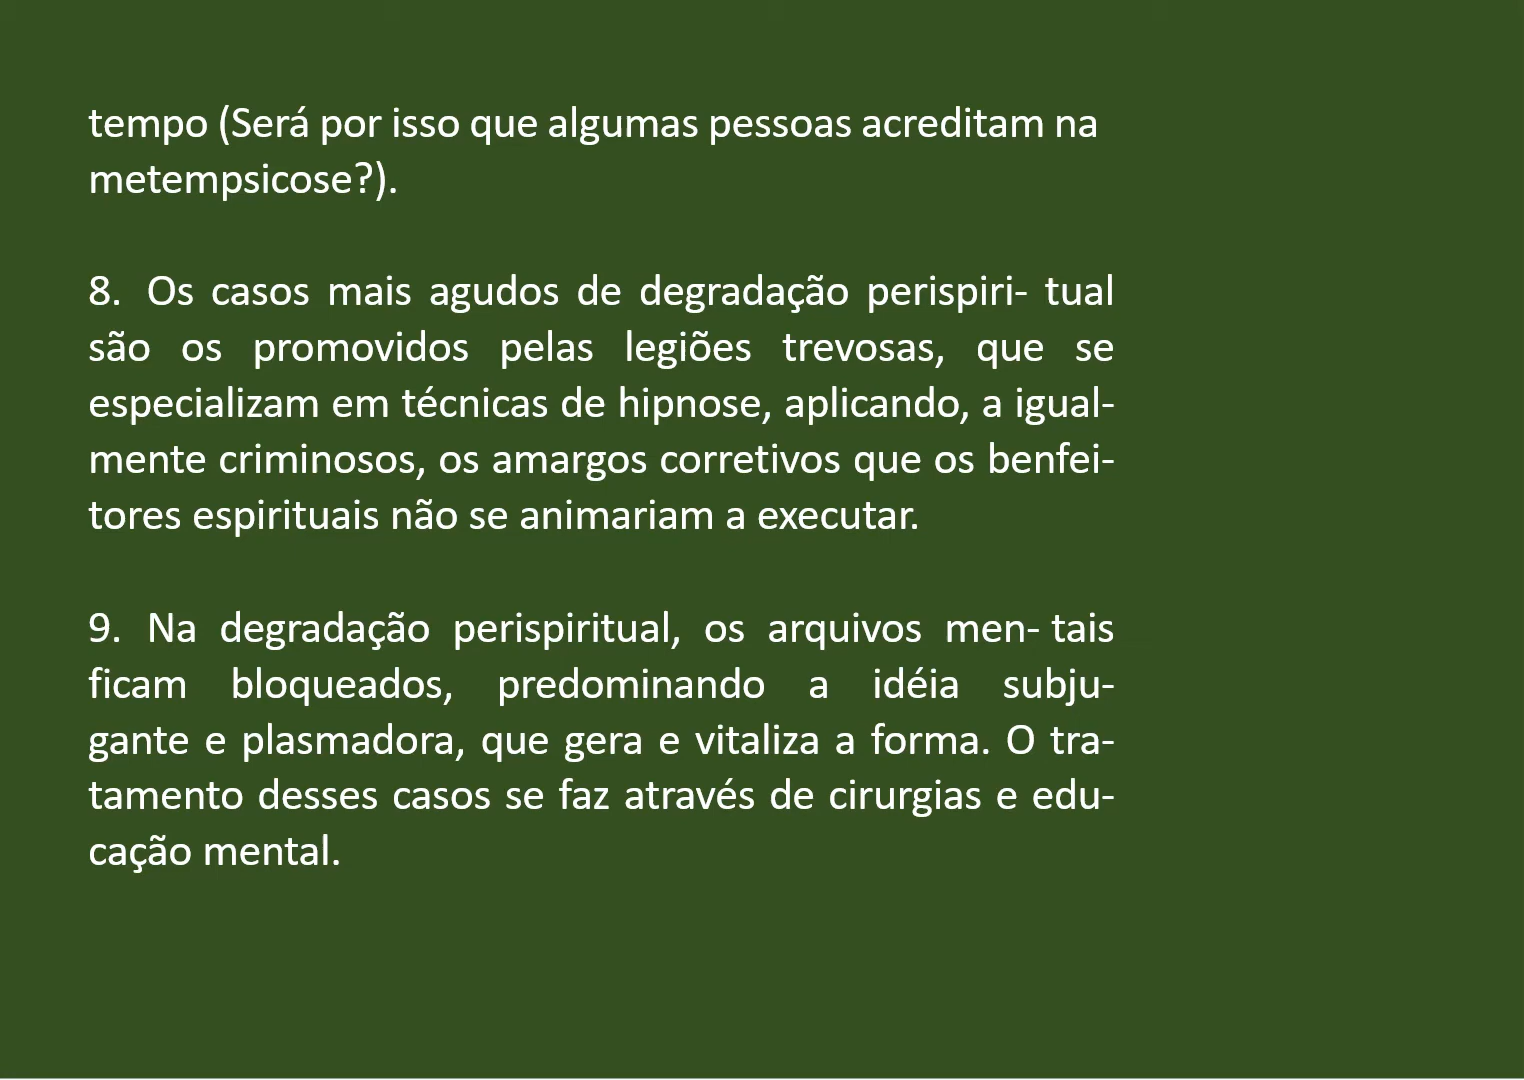 tempo (Será por isso que algumas pessoas acreditam na
metempsicose?).
8. Os casos mais agudos de degradação perispiri- tual
são os promovidos pelas legiões trevosas, que se
especializam em técnicas de hipnose, aplicando, a igual-
mente criminosos, os amargos corretivos que os benfei-
tores espirituais não se animariam a executar.
9. Na degradação perispiritual, os arquivos men- tais
ficam bloqueados, predominando a idéia subju-
gante e plasmadora, que gera e vitaliza a forma. O tra-
tamento desses casos se faz através de cirurgias e edu-
cação mental.